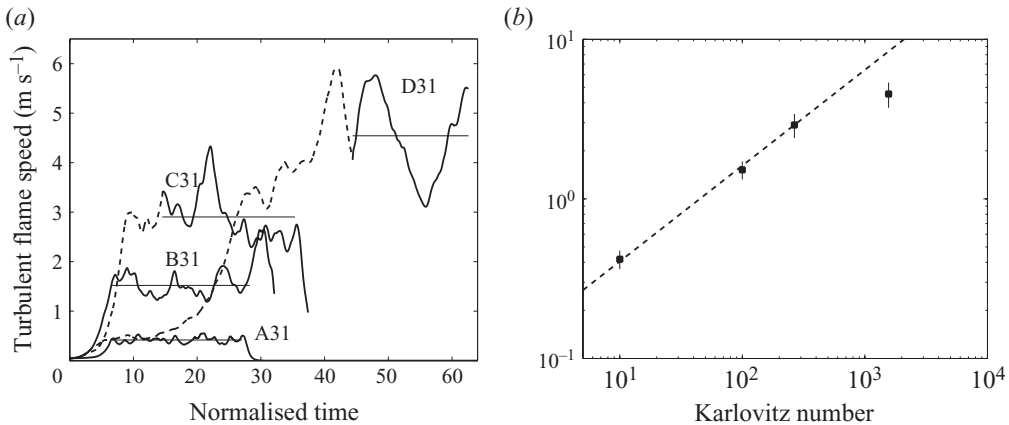 (a)
Turbulent flame speed (m s⁻¹)
6
5
4
3
2
1
0
10
20
30
40
50
60
Normalised time
D31
C31
B31
A31
(b)
10¹
10⁰
10⁻¹
10¹
10²
10³
10⁴
Karlovitz number